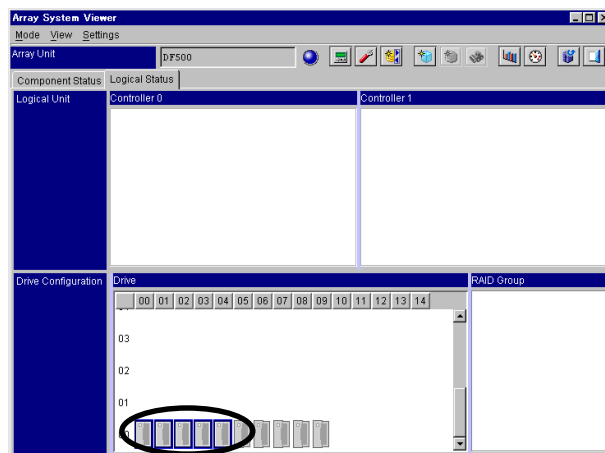 Array System Viewer
Mode View Settings
Array Unit
DF500
Component Status Logical Status
Logical Unit Controller 0 Controller 1
Drive Configuration Drive RAID Group
00 01 02 03 04 05 06 07 08 09 10 11 12 13 14
03
02
01